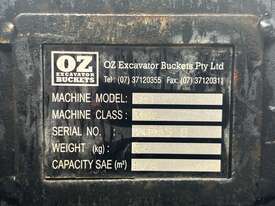 OZ
EXCAVATOR
BUCKETS
OZ Excavator Buckets Pty Ltd
Tel: (07) 37120355 Fax: (07) 37120311
MACHINE MODEL:
MACHINE CLASS:
SERIAL NO. :
WEIGHT (kg) :
CAPACITY SAE (m³)